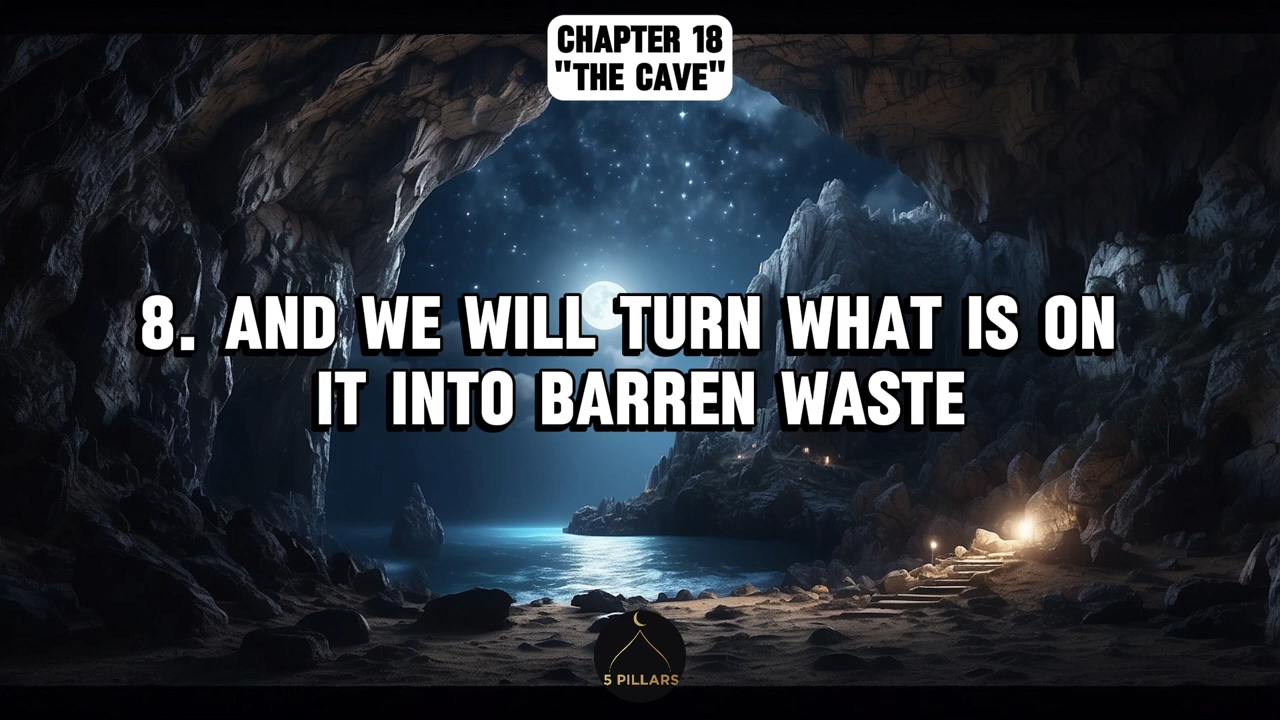 CHAPTER 18
"THE CAVE"
8. AND WE WILL TURN WHAT IS ON
IT INTO BARREN WASTE
5 PILLARS